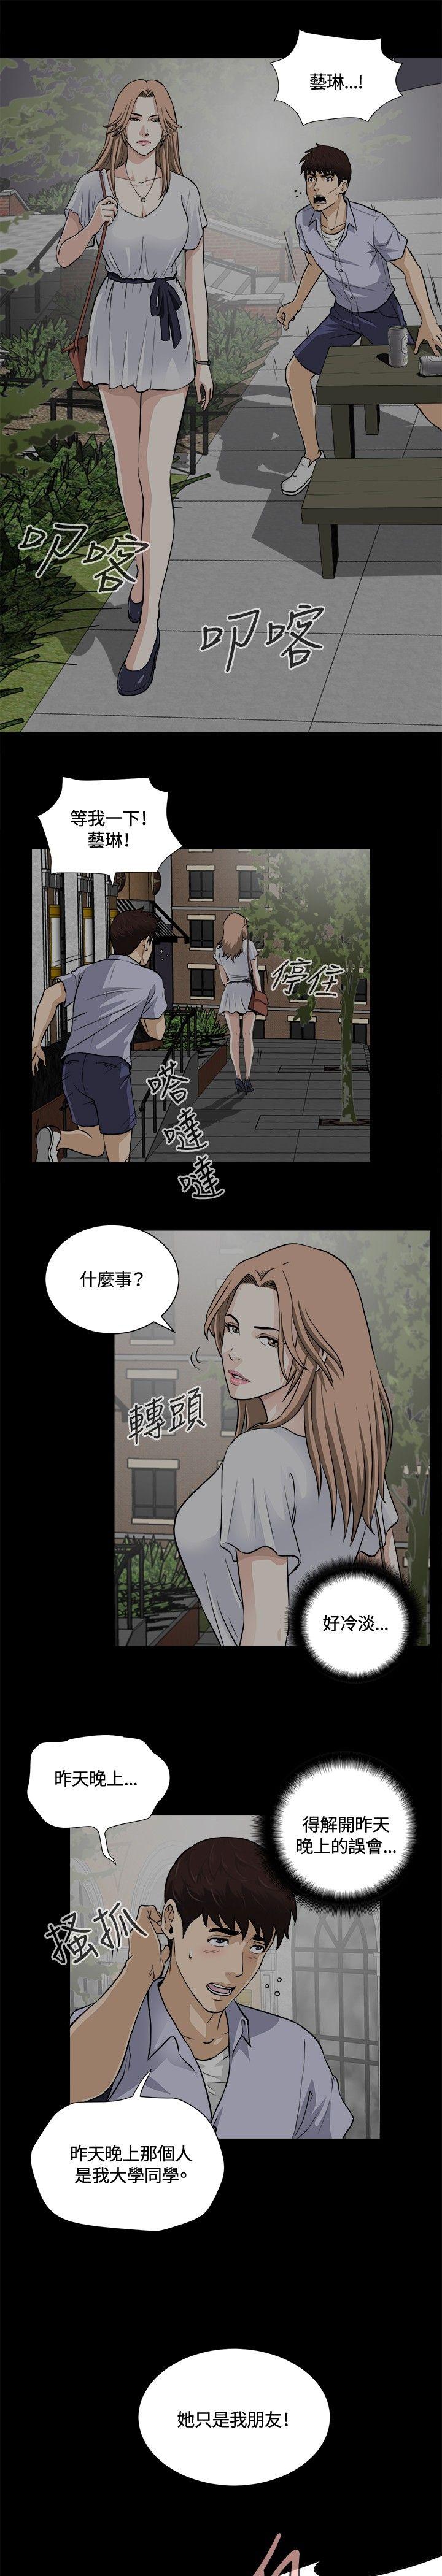 藝琳...!
叩喀
叩喀
等我一下！
藝琳！
停住
嗒
噠
噠
什麼事？
轉頭
好冷淡...
昨天晚上...
得解開昨天
晚上的誤會...
搔抓
昨天晚上那個人
是我大學同學。
她只是我朋友！